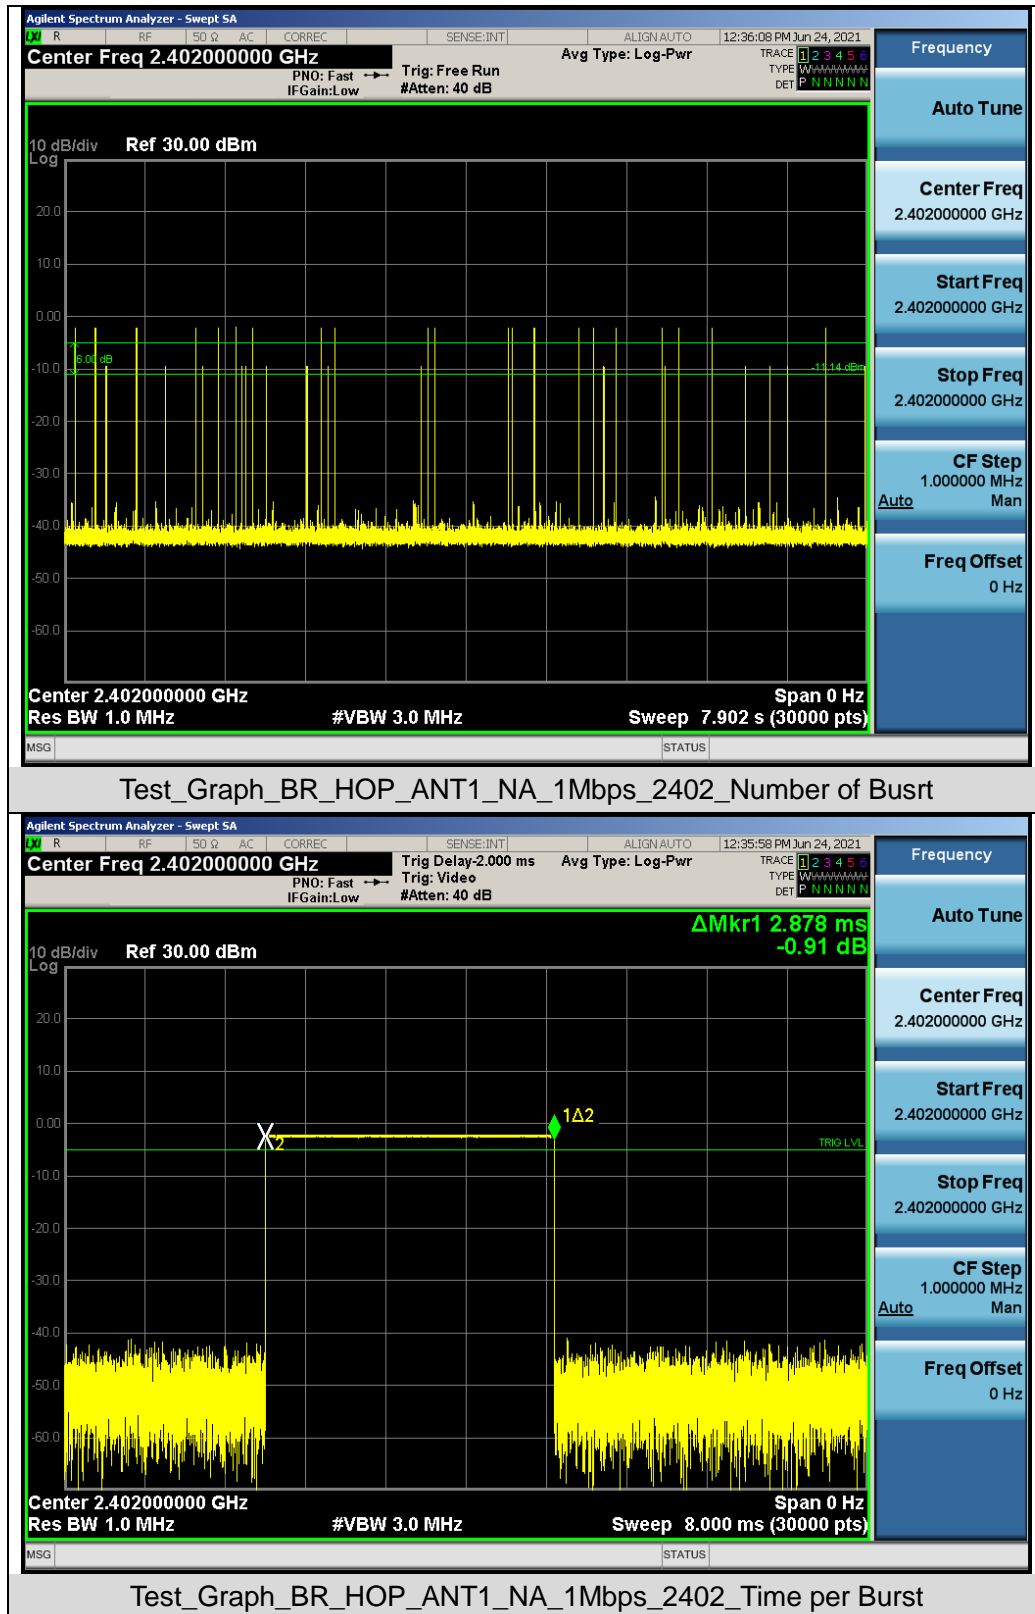 Agilent Spectrum Analyzer - Swept SA
LXI R RF 50 Ω AC CORREC SENSE:INT ALIGN AUTO 12:36:08 PM Jun 24, 2021
Center Freq 2.402000000 GHz Avg Type: Log-Pwr TRACE 1 2 3 4 5 6
PNO: Fast Trig: Free Run TYPE
IFGain:Low #Atten: 40 dB DET P N N N N N
Frequency
Auto Tune
Center Freq
2.402000000 GHz
Start Freq
2.402000000 GHz
Stop Freq
2.402000000 GHz
CF Step
1.000000 MHz
Auto Man
Freq Offset
0 Hz
10 dB/div Ref 30.00 dBm
Log
20.0
10.0
0.00
6.00 dB
-10.0 -11.14 dBm
-20.0
-30.0
-40.0
-50.0
-60.0
Center 2.402000000 GHz Span 0 Hz
Res BW 1.0 MHz #VBW 3.0 MHz Sweep 7.902 s (30000 pts)
MSG STATUS
Test_Graph_BR_HOP_ANT1_NA_1Mbps_2402_Number of Busrt
Agilent Spectrum Analyzer - Swept SA
LXI R RF 50 Ω AC CORREC SENSE:INT ALIGN AUTO 12:35:58 PM Jun 24, 2021
Center Freq 2.402000000 GHz Trig Delay-2.000 ms Avg Type: Log-Pwr TRACE 1 2 3 4 5 6
PNO: Fast Trig: Video TYPE
IFGain:Low #Atten: 40 dB DET P N N N N N
Frequency
Auto Tune
Center Freq
2.402000000 GHz
Start Freq
2.402000000 GHz
Stop Freq
2.402000000 GHz
CF Step
1.000000 MHz
Auto Man
Freq Offset
0 Hz
ΔMkr1 2.878 ms
-0.91 dB
10 dB/div Ref 30.00 dBm
Log
20.0
10.0
0.00
1Δ2
2
TRIG LVL
-10.0
-20.0
-30.0
-40.0
-50.0
-60.0
Center 2.402000000 GHz Span 0 Hz
Res BW 1.0 MHz #VBW 3.0 MHz Sweep 8.000 ms (30000 pts)
MSG STATUS
Test_Graph_BR_HOP_ANT1_NA_1Mbps_2402_Time per Burst